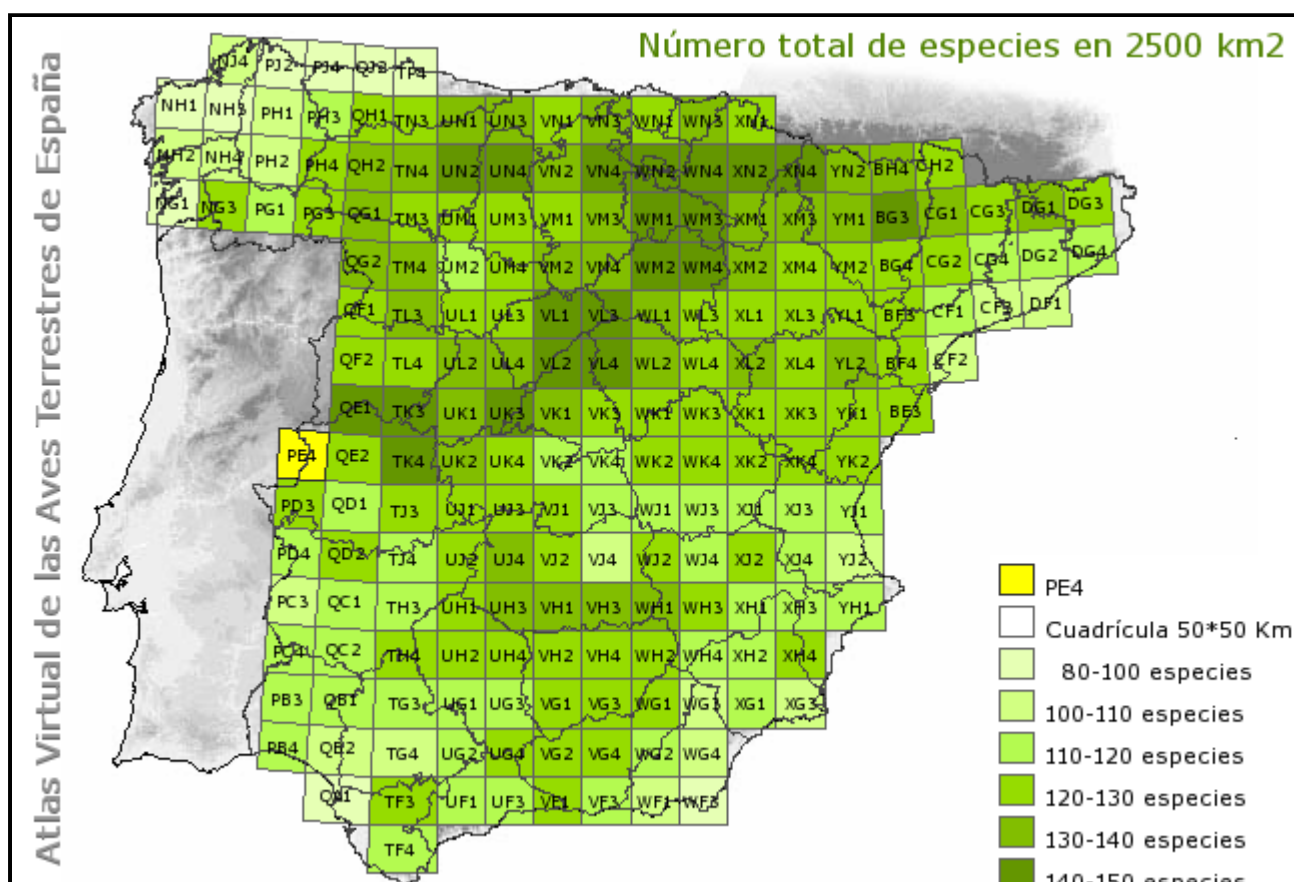 Atlas Virtual de las Aves Terrestres de España
Número total de especies en 2500 km2
NJ4 PJ2 PJ4 QJ2 TP4
NH1 NH3 PH1 PH3 QH1 TN3 UN1 UN3 VN1 VN3 WN1 WN3 XN1
NH2 NH4 PH2 PH4 QH2 TN4 UN2 UN4 VN2 VN4 WN2 WN4 XN2 XN4 YN2 BH4 CH2
NG1 NG3 PG1 PG3 QG1 TM3 UM1 UM3 VM1 VM3 WM1 WM3 XM1 XM3 YM1 BG3 CG1 CG3 DG1 DG3
QG2 TM4 UM2 UM4 VM2 VN4 WM2 WM4 XM2 XM4 YM2 BG4 CG2 CG4 DG2 DG4
QF1 TL3 UL1 UL3 VL1 VL3 WL1 WL3 XL1 XL3 YL1 BF3 CF1 CF3 DF1
QF2 TL4 UL2 UL4 VL2 VL4 WL2 WL4 XL2 XL4 YL2 BF4 CF2
QE1 TK3 UK1 UK3 VK1 VK3 WK1 WK3 XK1 XK3 YK1 BE3
PE4 QE2 TK4 UK2 UK4 VK2 VK4 WK2 WK4 XK2 XK4 YK2
PD3 QD1 TJ3 UJ1 UJ3 VJ1 VJ3 WJ1 WJ3 XJ1 XJ3 YJ1
PD4 QD2 TJ4 UJ2 UJ4 VJ2 VJ4 WJ2 WJ4 XJ2 XJ4 YJ2
PC3 QC1 TH3 UH1 UH3 VH1 VH3 WH1 WH3 XH1 XH3 YH1
PC4 QC2 TH4 UH2 UH4 VH2 VH4 WH2 WH4 XH2 XH4
PB3 QB1 TG3 UG1 UG3 VG1 VG3 WG1 WG3 XG1 XG3
PB4 QB2 TG4 UG2 UG4 VG2 VG4 WG2 WG4
QA1 TF3 UF1 UF3 VF1 VF3 WF1 WF3
TF4
PE4
Cuadrícula 50*50 Km
80-100 especies
100-110 especies
110-120 especies
120-130 especies
130-140 especies
140-150 especies